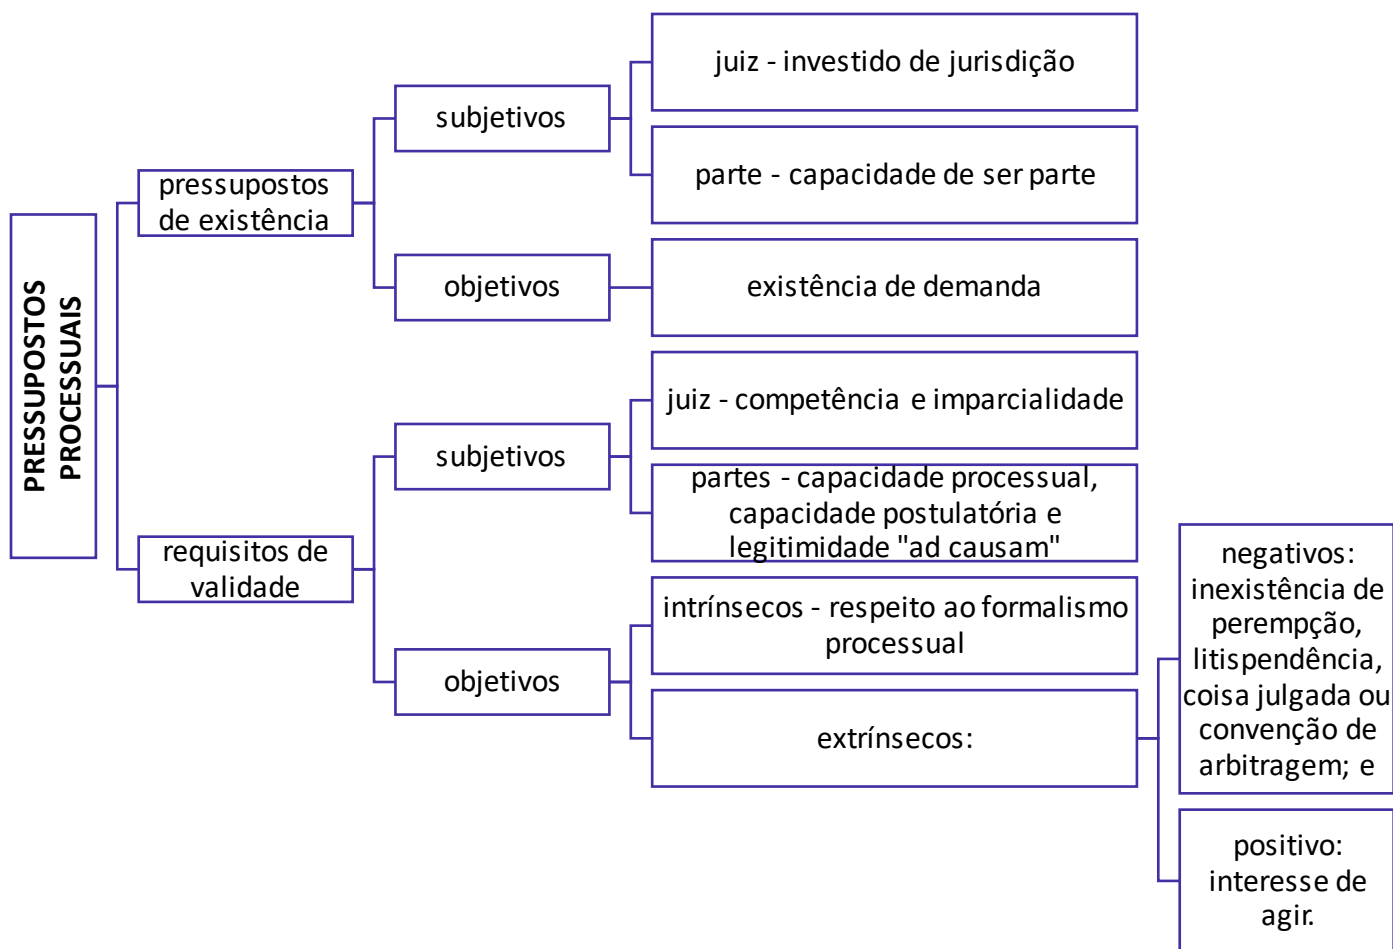 PRESSUPOSTOS
PROCESSUAIS
pressupostos
de existência
subjetivos
juiz - investido de jurisdição
parte - capacidade de ser parte
objetivos
existência de demanda
requisitos de
validade
subjetivos
juiz - competência e imparcialidade
partes - capacidade processual,
capacidade postulatória e
legitimidade "ad causam"
objetivos
intrínsecos - respeito ao formalismo
processual
extrínsecos:
negativos:
inexistência de
perempção,
litispendência,
coisa julgada ou
convenção de
arbitragem; e
positivo:
interesse de
agir.